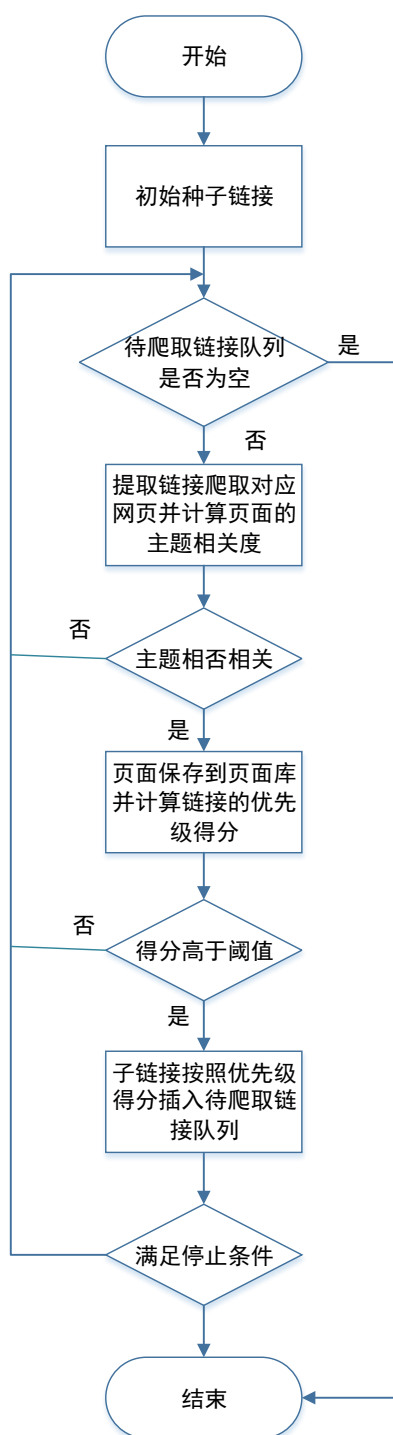 开始
初始种子链接
待爬取链接队列
是否为空
是
否
提取链接爬取对应
网页并计算页面的
主题相关度
否
主题相否相关
是
页面保存到页面库
并计算链接的优先
级得分
否
得分高于阈值
是
子链接按照优先级
得分插入待爬取链
接队列
满足停止条件
结束